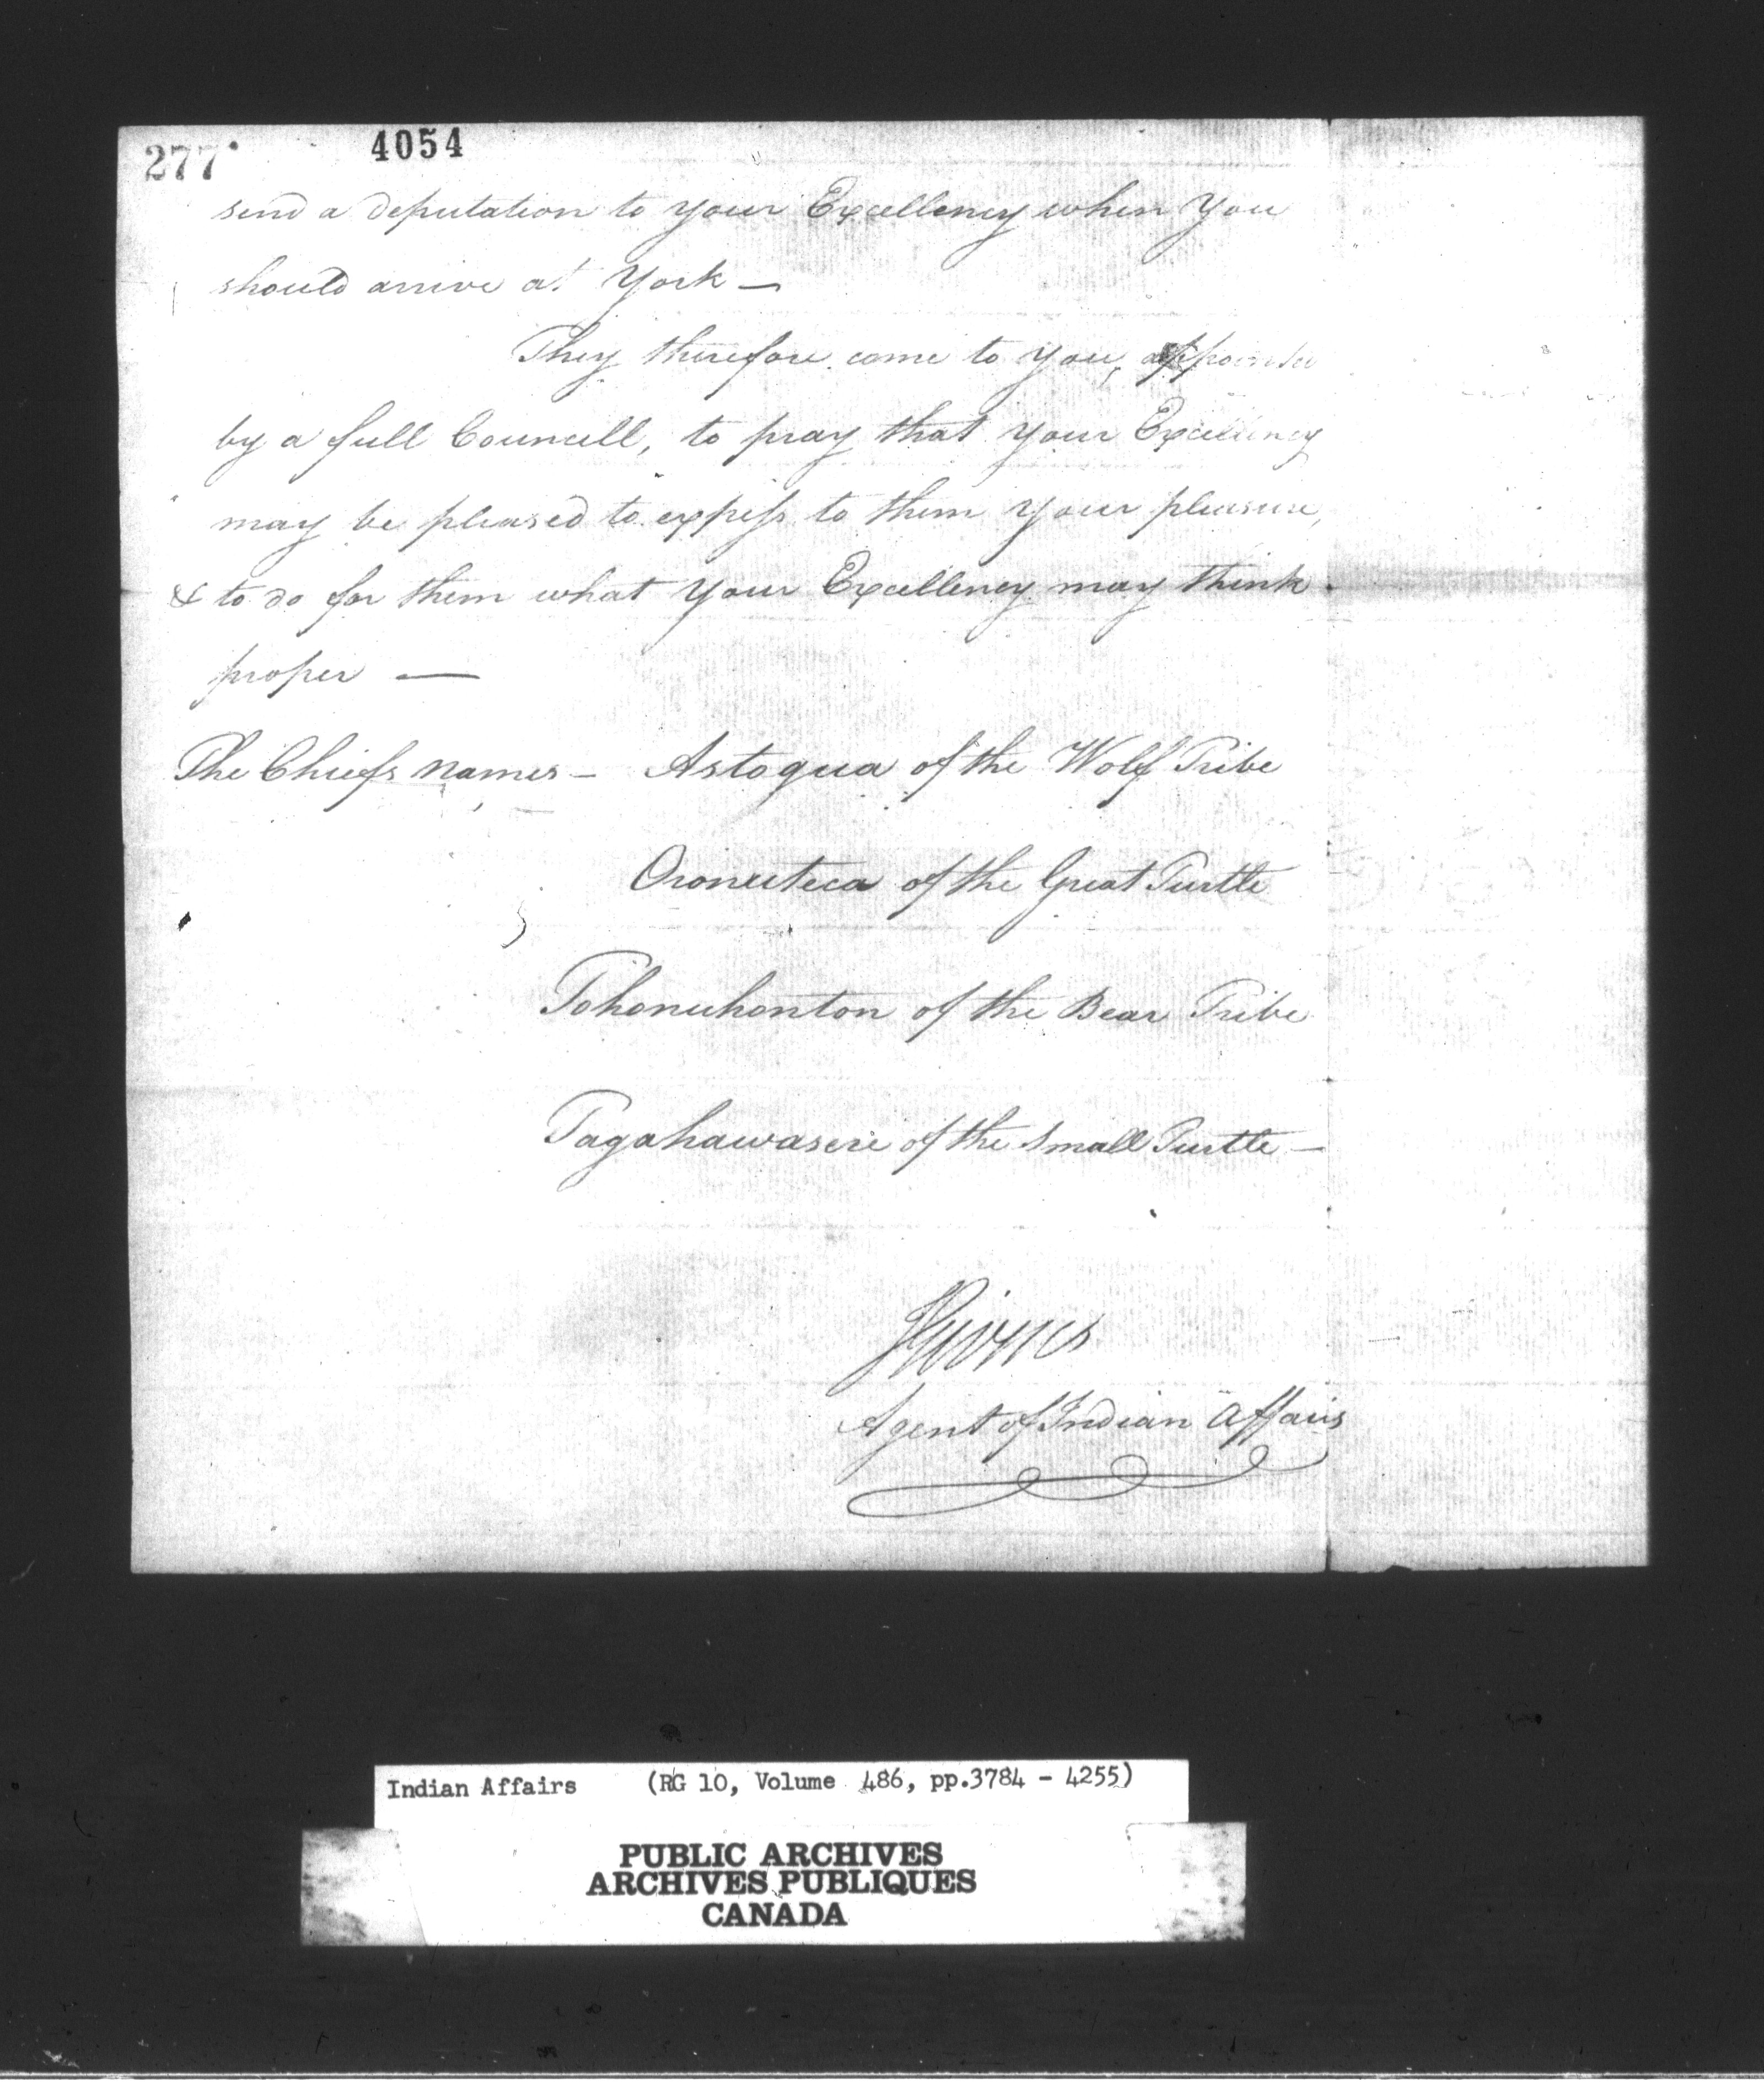 277
4054
send a deputation to your Excellency when you
should arrive at York —
They therefore come to you, appointed
by a full Councell, to pray that your Excellency
may be pleased to express to them your pleasure,
& to do for them what your Excellency may think
proper —
The Chiefs names — Astoqua of the Wolf Tribe
Oronuteca of the Great Turtle
Tohonuhonton of the Bear Tribe
Tagahawasere of the Small Turtle —
JGivins
Agent of Indian Affairs
Indian Affairs (RG 10, Volume 486, pp.3784 - 4255)
PUBLIC ARCHIVES
ARCHIVES PUBLIQUES
CANADA